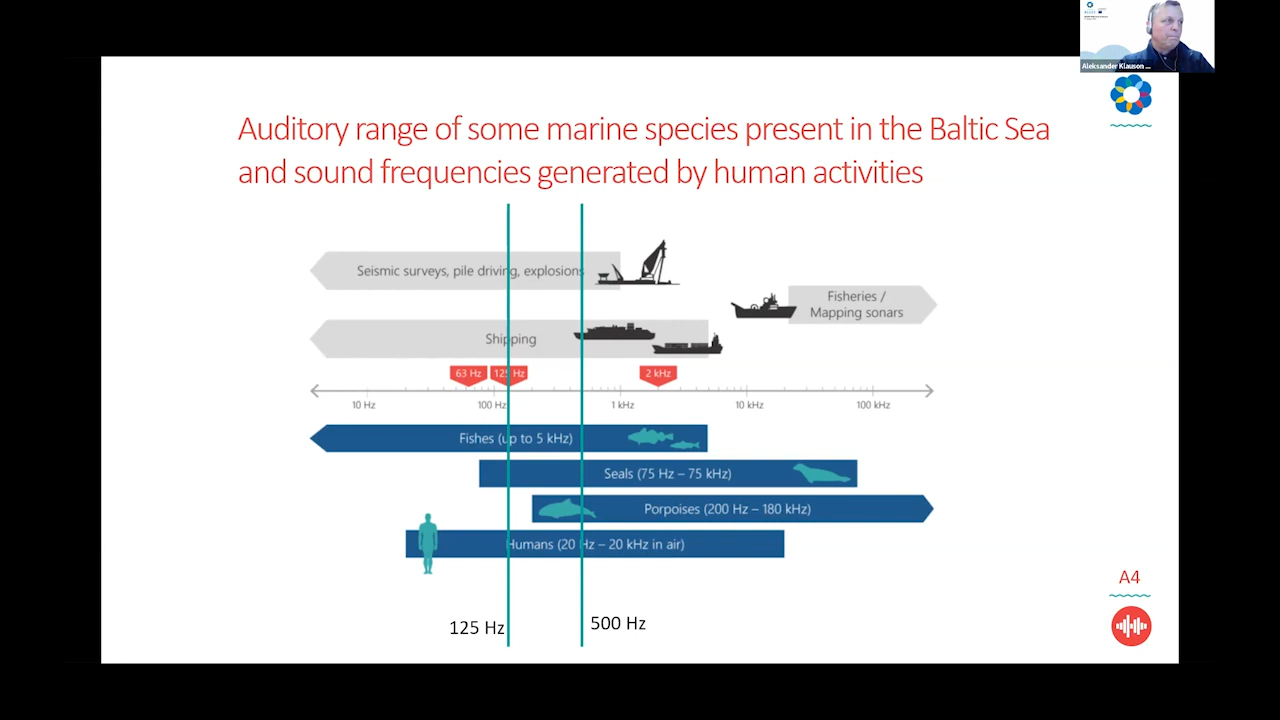 Aleksander Klauson ...
Auditory range of some marine species present in the Baltic Sea
and sound frequencies generated by human activities
Seismic surveys, pile driving, explosions
Fisheries /
Mapping sonars
Shipping
63 Hz
125 Hz
2 kHz
10 Hz
100 Hz
1 kHz
10 kHz
100 kHz
Fishes (up to 5 kHz)
Seals (75 Hz – 75 kHz)
Porpoises (200 Hz – 180 kHz)
Humans (20 Hz – 20 kHz in air)
A4
125 Hz
500 Hz